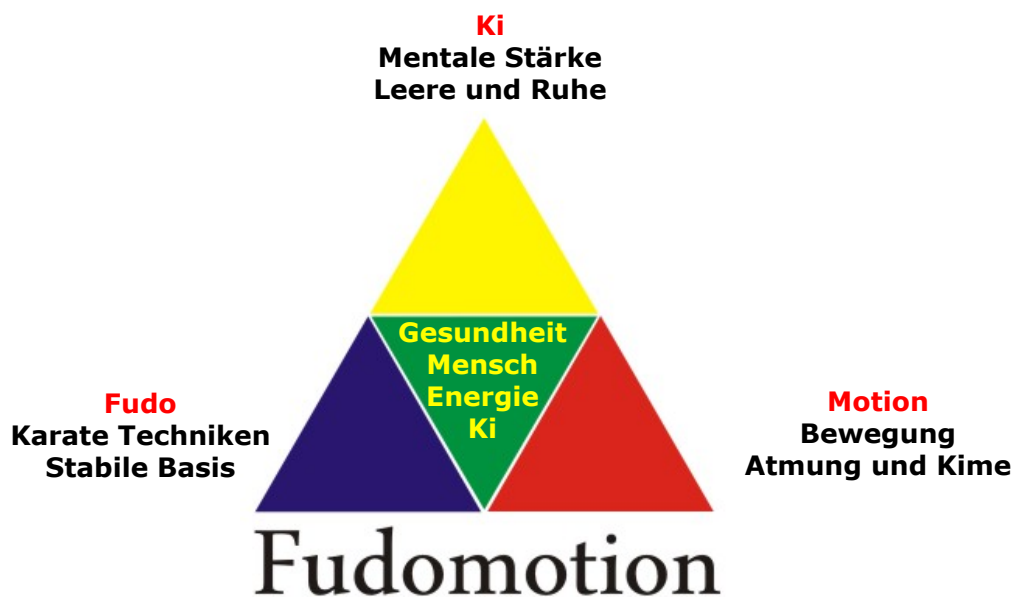 Ki
Mentale Stärke
Leere und Ruhe
Gesundheit
Mensch
Energie
Ki
Fudo
Karate Techniken
Stabile Basis
Motion
Bewegung
Atmung und Kime
Fudomotion